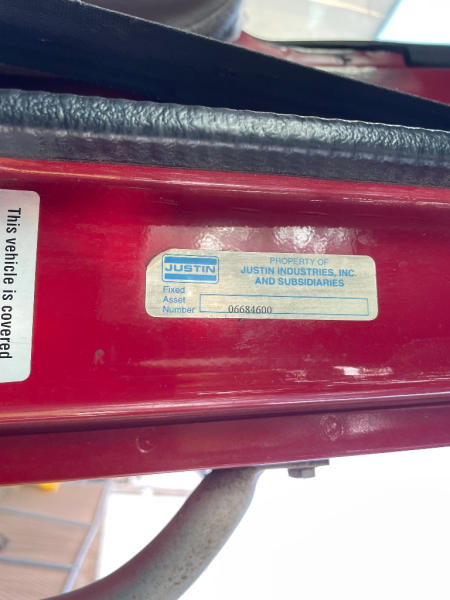 This vehicle is covered
JUSTIN
PROPERTY OF
JUSTIN INDUSTRIES, INC.
AND SUBSIDIARIES
Fixed
Asset
Number 06684600